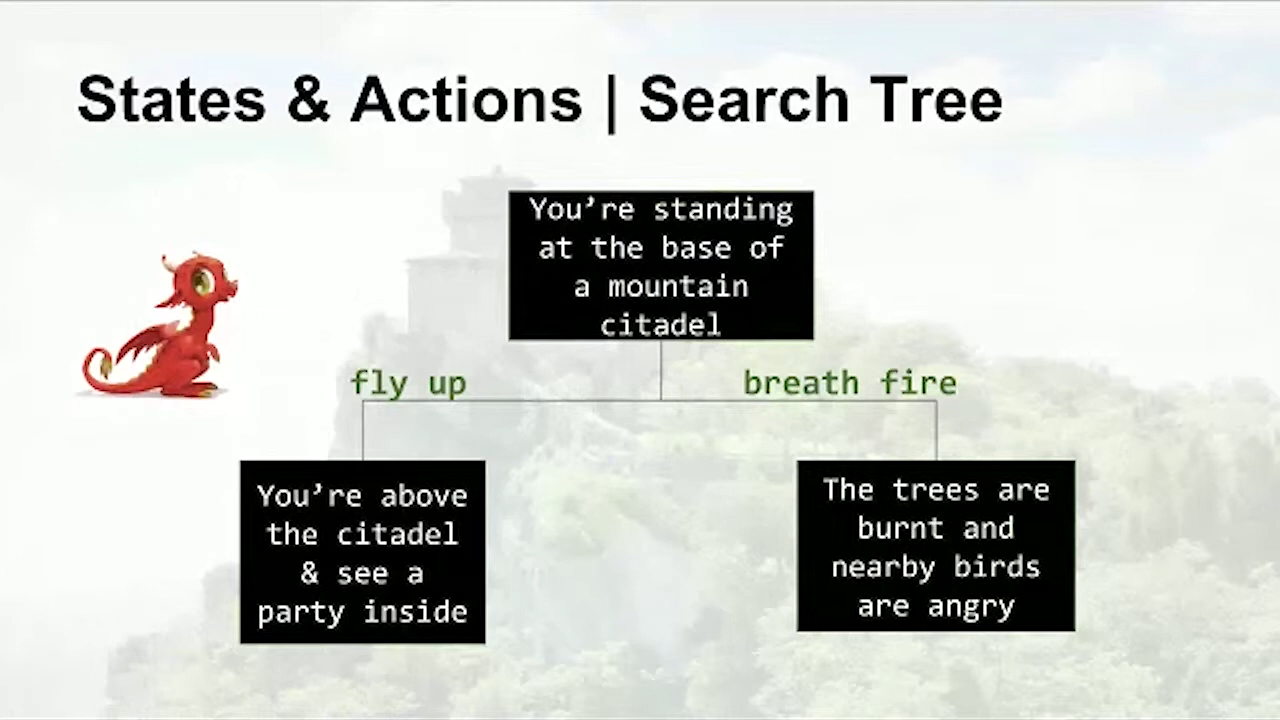 States & Actions | Search Tree
You’re standing
at the base of
a mountain
citadel
fly up
breath fire
You’re above
the citadel
& see a
party inside
The trees are
burnt and
nearby birds
are angry